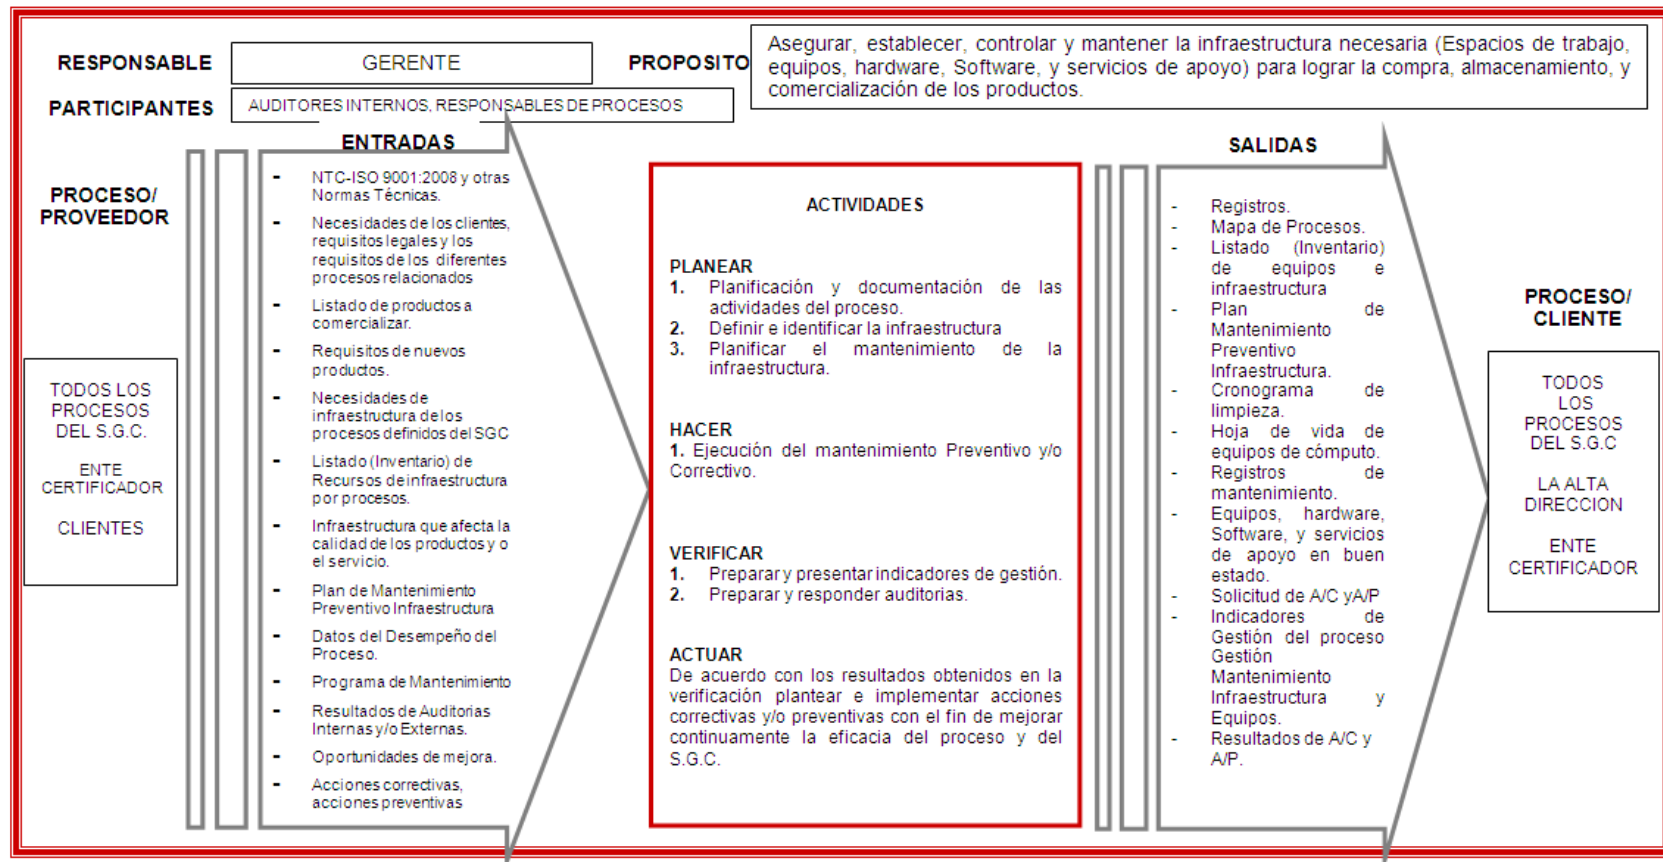 RESPONSABLE
GERENTE
PROPOSITO
Asegurar, establecer, controlar y mantener la infraestructura necesaria (Espacios de trabajo,
equipos, hardware, Software, y servicios de apoyo) para lograr la compra, almacenamiento, y
comercialización de los productos.
PARTICIPANTES
AUDITORES INTERNOS, RESPONSABLES DE PROCESOS
PROCESO/
PROVEEDOR
TODOS LOS
PROCESOS
DEL S.G.C.
ENTE
CERTIFICADOR
CLIENTES
ENTRADAS
- NTC-ISO 9001:2008 y otras
Normas Técnicas.
- Necesidades de los clientes,
requisitos legales y los
requisitos de los diferentes
procesos relacionados
- Listado de productos a
comercializar.
- Requisitos de nuevos
productos.
- Necesidades de
infraestructura de los
procesos definidos del SGC
- Listado (Inventario) de
Recursos de infraestructura
por procesos.
- Infraestructura que afecta la
calidad de los productos y o
el servicio.
- Plan de Mantenimiento
Preventivo Infraestructura
- Datos del Desempeño del
Proceso.
- Programa de Mantenimiento
- Resultados de Auditorias
Internas y/o Externas.
- Oportunidades de mejora.
- Acciones correctivas,
acciones preventivas
ACTIVIDADES
PLANEAR
1. Planificación y documentación de las
actividades del proceso.
2. Definir e identificar la infraestructura
3. Planificar el mantenimiento de la
infraestructura.
HACER
1. Ejecución del mantenimiento Preventivo y/o
Correctivo.
VERIFICAR
1. Preparar y presentar indicadores de gestión.
2. Preparar y responder auditorias.
ACTUAR
De acuerdo con los resultados obtenidos en la
verificación plantear e implementar acciones
correctivas y/o preventivas con el fin de mejorar
continuamente la eficacia del proceso y del
S.G.C.
SALIDAS
- Registros.
- Mapa de Procesos.
- Listado (Inventario)
de equipos e
infraestructura
- Plan de
Mantenimiento
Preventivo
Infraestructura.
- Cronograma de
limpieza.
- Hoja de vida de
equipos de cómputo.
- Registros de
mantenimiento.
- Equipos, hardware,
Software, y servicios
de apoyo en buen
estado.
- Solicitud de A/C yA/P
- Indicadores de
Gestión del proceso
Gestión
Mantenimiento
Infraestructura y
Equipos.
- Resultados de A/C y
A/P.
PROCESO/
CLIENTE
TODOS
LOS
PROCESOS
DEL S.G.C
LA ALTA
DIRECCION
ENTE
CERTIFICADOR